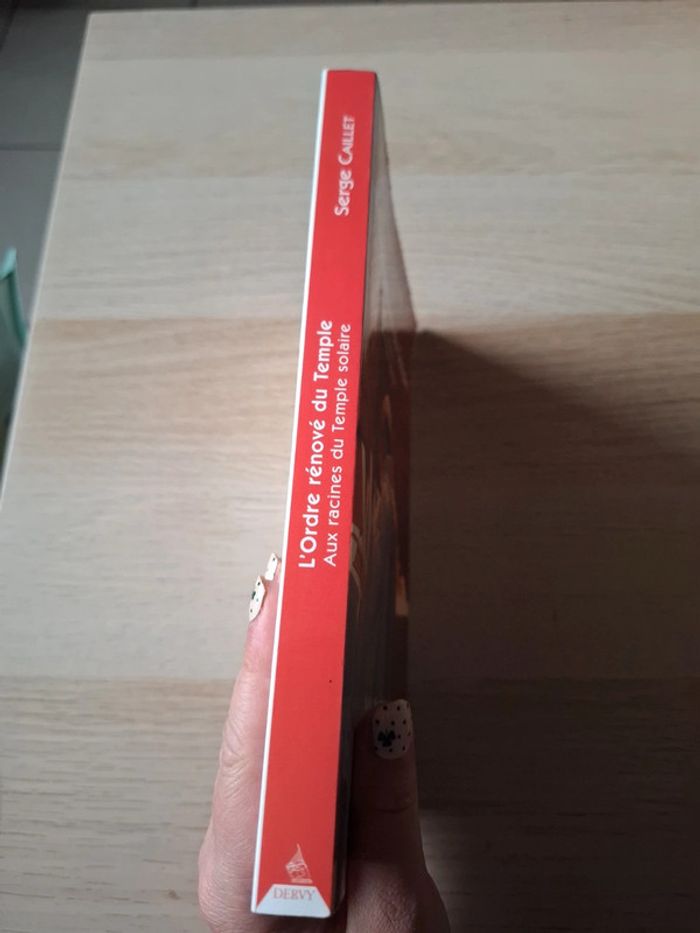 Serge CAILLET
L'Ordre rénové du Temple
Aux racines du Temple solaire
DERVY